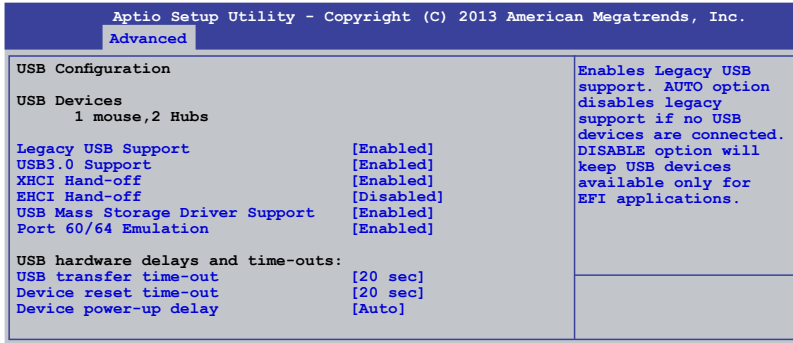 Aptio Setup Utility - Copyright (C) 2013 American Megatrends, Inc.
Advanced
USB Configuration
USB Devices
1 mouse,2 Hubs
Legacy USB Support [Enabled]
USB3.0 Support [Enabled]
XHCI Hand-off [Enabled]
EHCI Hand-off [Disabled]
USB Mass Storage Driver Support [Enabled]
Port 60/64 Emulation [Enabled]
USB hardware delays and time-outs:
USB transfer time-out [20 sec]
Device reset time-out [20 sec]
Device power-up delay [Auto]
Enables Legacy USB
support. AUTO option
disables legacy
support if no USB
devices are connected.
DISABLE option will
keep USB devices
available only for
EFI applications.